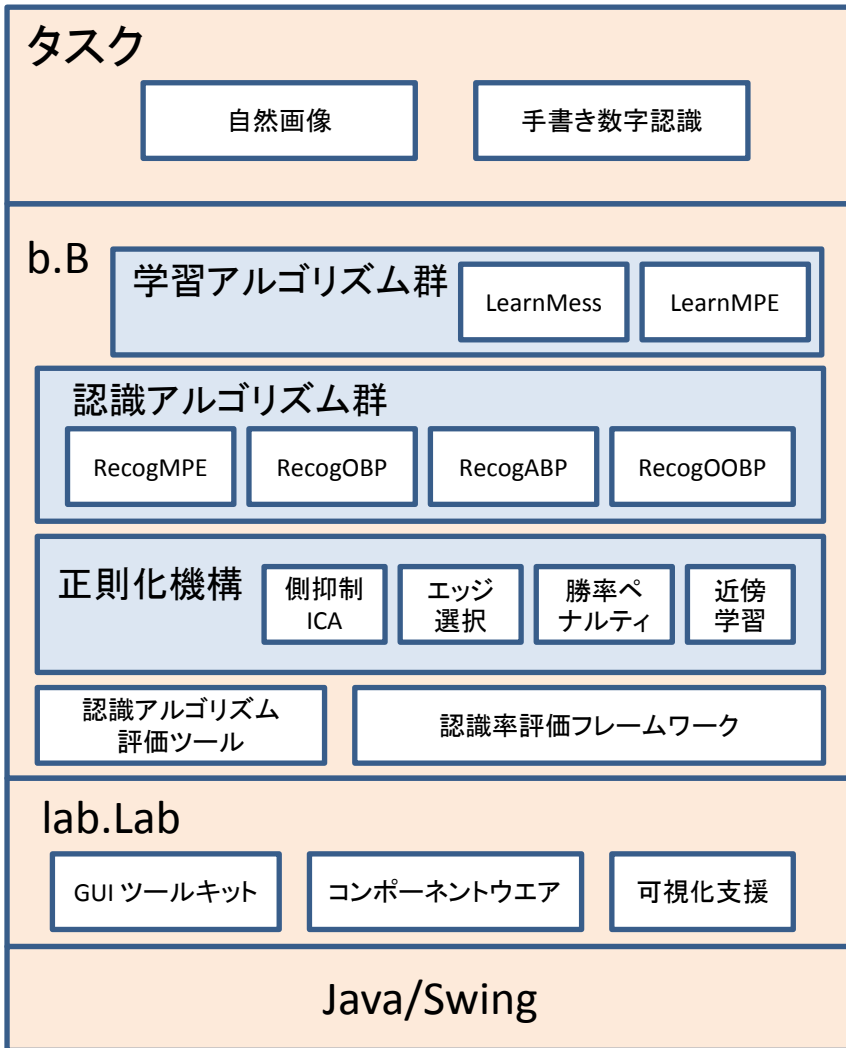 タスク
自然画像
手書き数字認識
b.B
学習アルゴリズム群
LearnMess
LearnMPE
認識アルゴリズム群
RecogMPE
RecogOBP
RecogABP
RecogOOBP
正則化機構
側抑制
ICA
エッジ
選択
勝率ペ
ナルティ
近傍
学習
認識アルゴリズム
評価ツール
認識率評価フレームワーク
lab.Lab
GUI ツールキット
コンポーネントウエア
可視化支援
Java/Swing